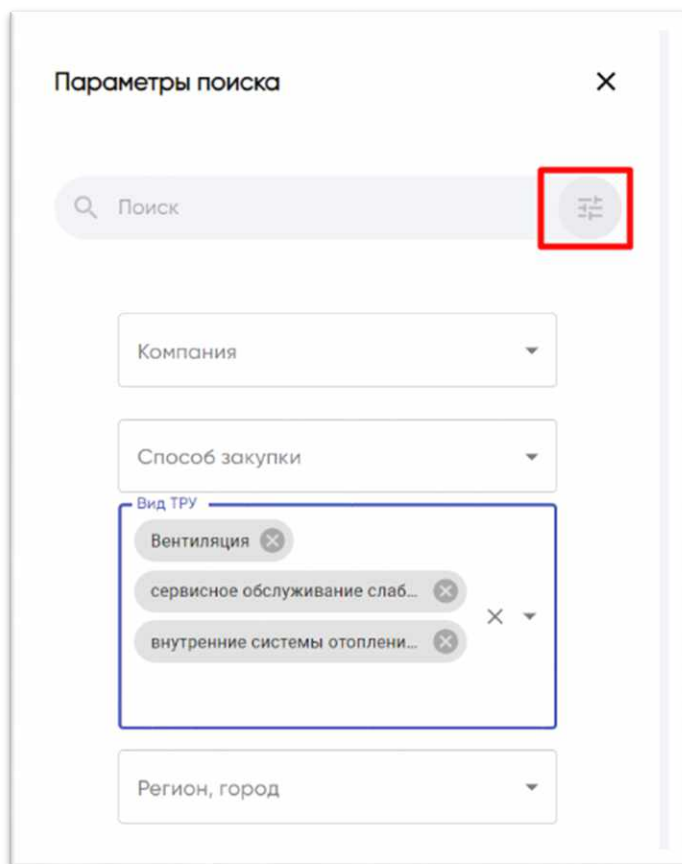 Параметры поиска
Поиск
Компания
Способ закупки
Вид ТРУ
Вентиляция
сервисное обслуживание слаб...
внутренние системы отоплени...
Регион, город